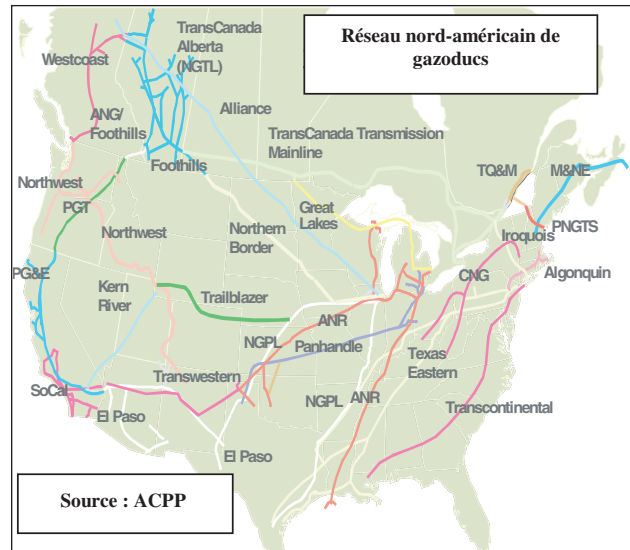 Réseau nord-américain de
gazoducs
TransCanada
Alberta
(NGTL)
Westcoast
ANG/
Foothills
Alliance
TransCanada Transmission
Mainline
Foothills
TQ&M
M&NE
Northwest
PGT
Great
Lakes
PNGTS
Iroquois
Northwest
Northern
Border
PG&E
CNG
Algonquin
Kern
River
Trailblazer
ANR
NGPL
Panhandle
Texas
Eastern
SoCal
Transwestern
NGPL
ANR
Transcontinental
El Paso
El Paso
Source : ACPP